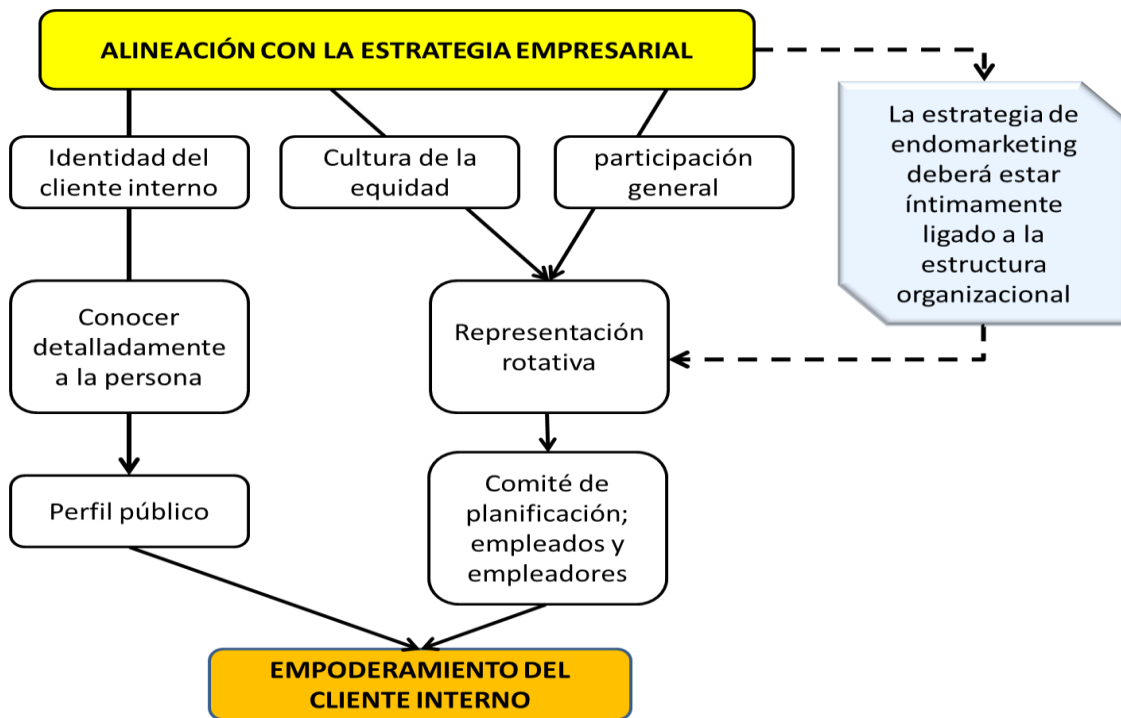 ALINEACIÓN CON LA ESTRATEGIA EMPRESARIAL
Identidad del
cliente interno
Cultura de la
equidad
participación
general
La estrategia de
endomarketing
deberá estar
íntimamente
ligado a la
estructura
organizacional
Conocer
detalladamente
a la persona
Representación
rotativa
Perfil público
Comité de
planificación;
empleados y
empleadores
EMPODERAMIENTO DEL
CLIENTE INTERNO